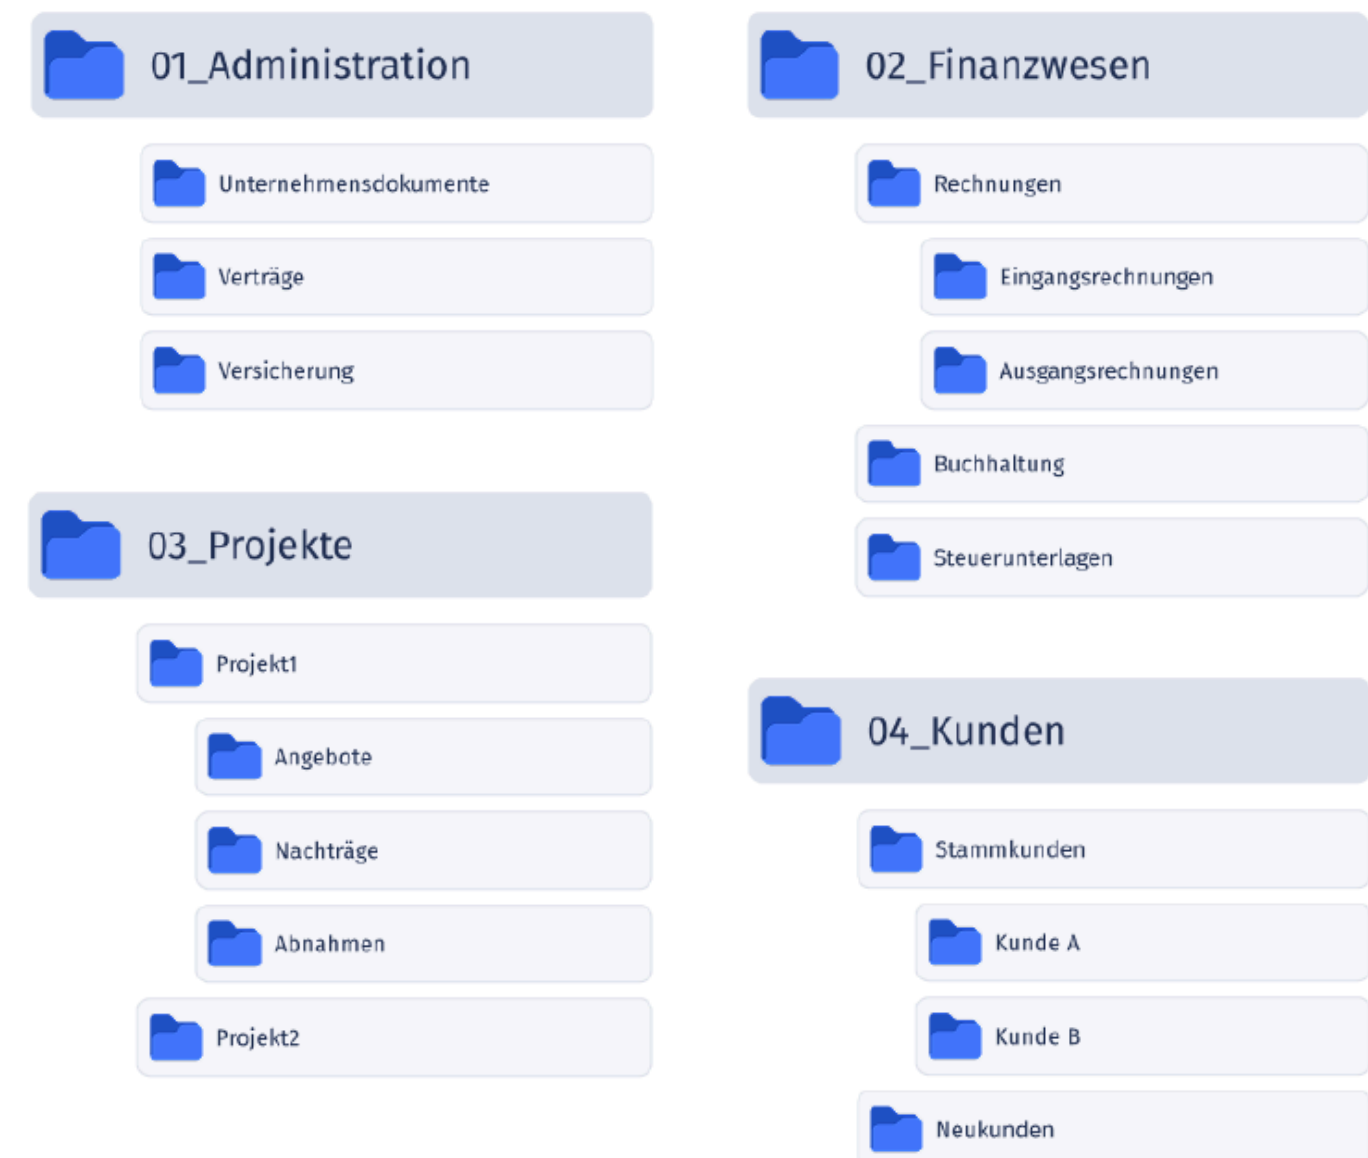 01_Administration
Unternehmensdokumente
Verträge
Versicherung
02_Finanzwesen
Rechnungen
Eingangsrechnungen
Ausgangsrechnungen
Buchhaltung
Steuerunterlagen
03_Projekte
Projekt1
Angebote
Nachträge
Abnahmen
Projekt2
04_Kunden
Stammkunden
Kunde A
Kunde B
Neukunden